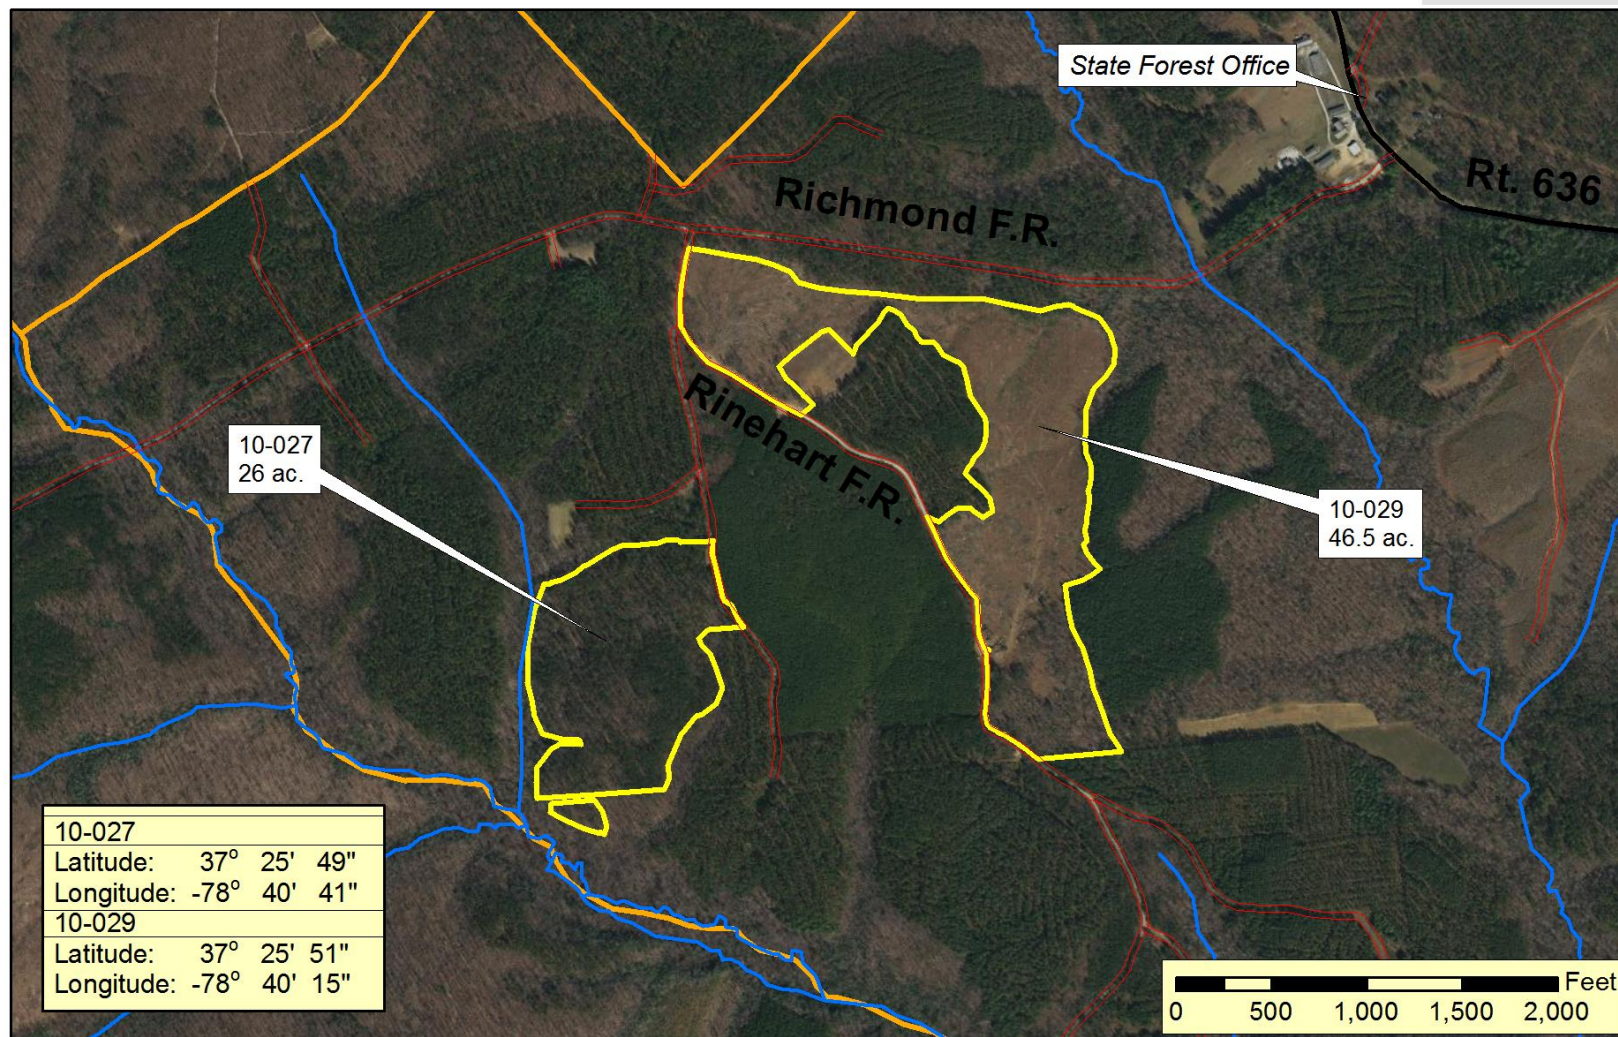 State Forest Office
Rt. 636
Richmond F.R.
Rinehart F.R.
10-027
26 ac.
10-029
46.5 ac.
10-027
Latitude: 37° 25' 49"
Longitude: -78° 40' 41"
10-029
Latitude: 37° 25' 51"
Longitude: -78° 40' 15"
Feet
0 500 1,000 1,500 2,000